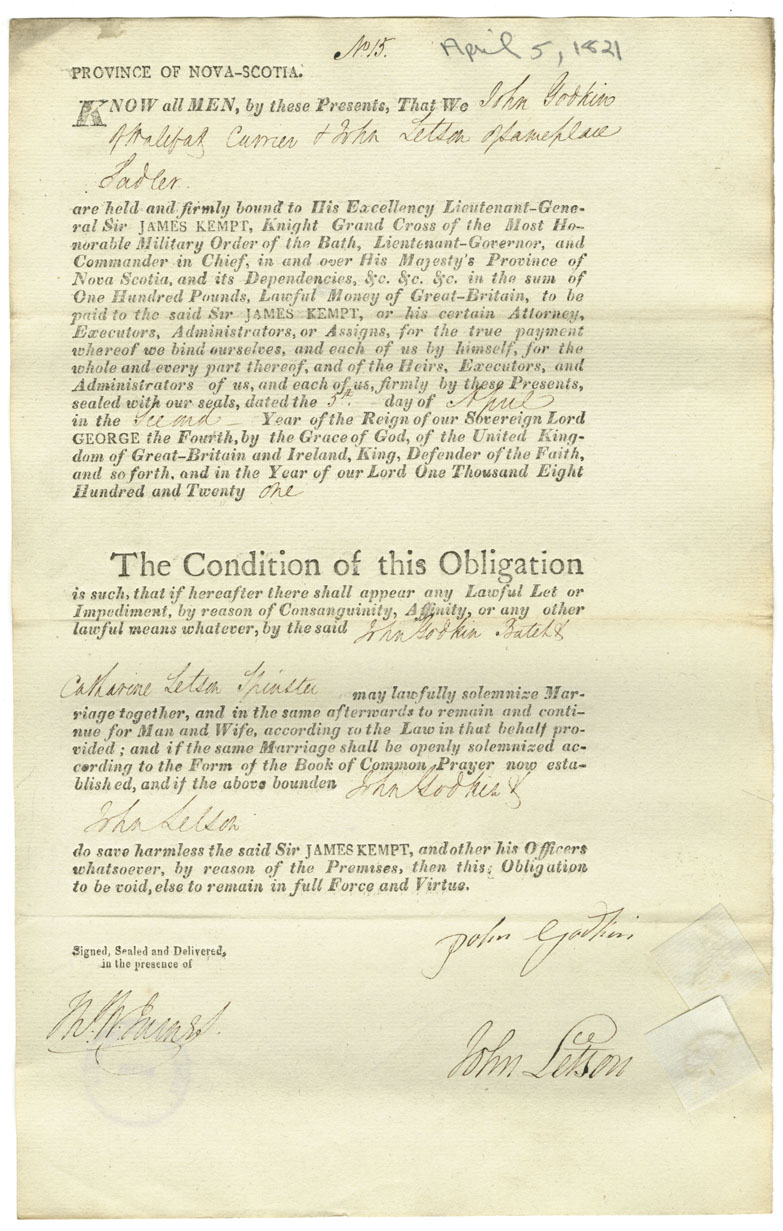 No 15. April 5, 1821
PROVINCE OF NOVA-SCOTIA.
KNOW all MEN, by these Presents, That We John Godkin
of Halifax Currier & John Letson of same place
Sadler.
are held and firmly bound to His Excellency Lieutenant-Gene-
ral Sir JAMES KEMPT, Knight Grand Cross of the Most Ho-
norable Military Order of the Bath, Lieutenant-Governor, and
Commander in Chief, in and over His Majesty's Province of
Nova Scotia, and its Dependencies, &c. &c. &c. in the sum of
One Hundred Pounds, Lawful Money of Great-Britain, to be
paid to the said Sir JAMES KEMPT, or his certain Attorney,
Executors, Administrators, or Assigns, for the true payment
whereof we bind ourselves, and each of us by himself, for the
whole and every part thereof, and of the Heirs, Executors, and
Administrators of us, and each of us, firmly by these Presents,
sealed with our seals, dated the 5th day of April
in the Second Year of the Reign of our Sovereign Lord
GEORGE the Fourth, by the Grace of God, of the United King-
dom of Great-Britain and Ireland, King, Defender of the Faith,
and so forth, and in the Year of our Lord One Thousand Eight
Hundred and Twenty one
The Condition of this Obligation
is such, that if hereafter there shall appear any Lawful Let or
Impediment, by reason of Consanguinity, Affinity, or any other
lawful means whatever, by the said John Godkin Batch &
Catharine Letson Spinster may lawfully solemnize Mar-
riage together, and in the same afterwards to remain and conti-
nue for Man and Wife, according to the Law in that behalf pro-
vided; and if the same Marriage shall be openly solemnized ac-
cording to the Form of the Book of Common Prayer now esta-
blished, and if the above bounden John Godkin &
John Letson
do save harmless the said Sir JAMES KEMPT, and other his Officers
whatsoever, by reason of the Premises, then this Obligation
to be void, else to remain in full Force and Virtue.
Signed, Sealed and Delivered,
in the presence of
John Godkin
John Letson